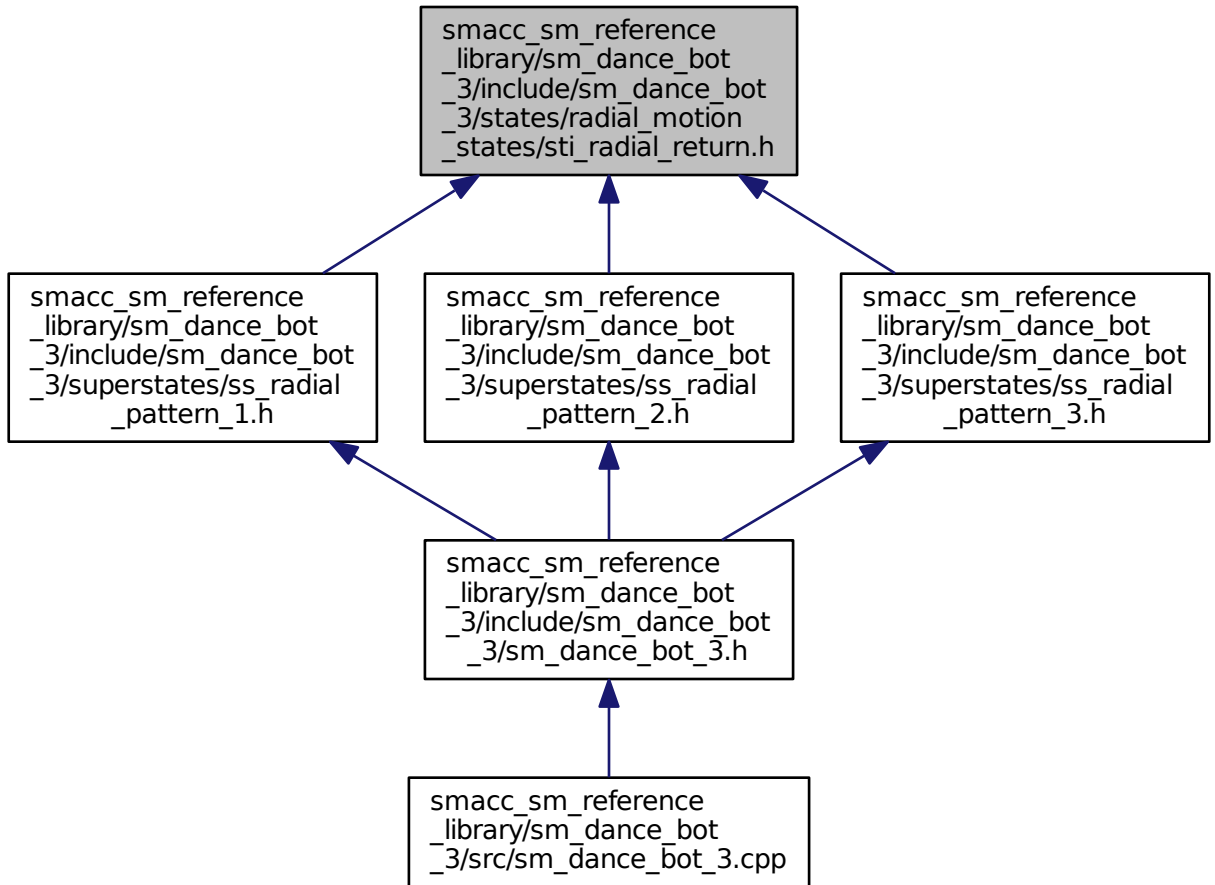 smacc_sm_reference
_library/sm_dance_bot
_3/include/sm_dance_bot
_3/states/radial_motion
_states/sti_radial_return.h
smacc_sm_reference
_library/sm_dance_bot
_3/include/sm_dance_bot
_3/superstates/ss_radial
_pattern_1.h
smacc_sm_reference
_library/sm_dance_bot
_3/include/sm_dance_bot
_3/superstates/ss_radial
_pattern_2.h
smacc_sm_reference
_library/sm_dance_bot
_3/include/sm_dance_bot
_3/superstates/ss_radial
_pattern_3.h
smacc_sm_reference
_library/sm_dance_bot
_3/include/sm_dance_bot
_3/sm_dance_bot_3.h
smacc_sm_reference
_library/sm_dance_bot
_3/src/sm_dance_bot_3.cpp